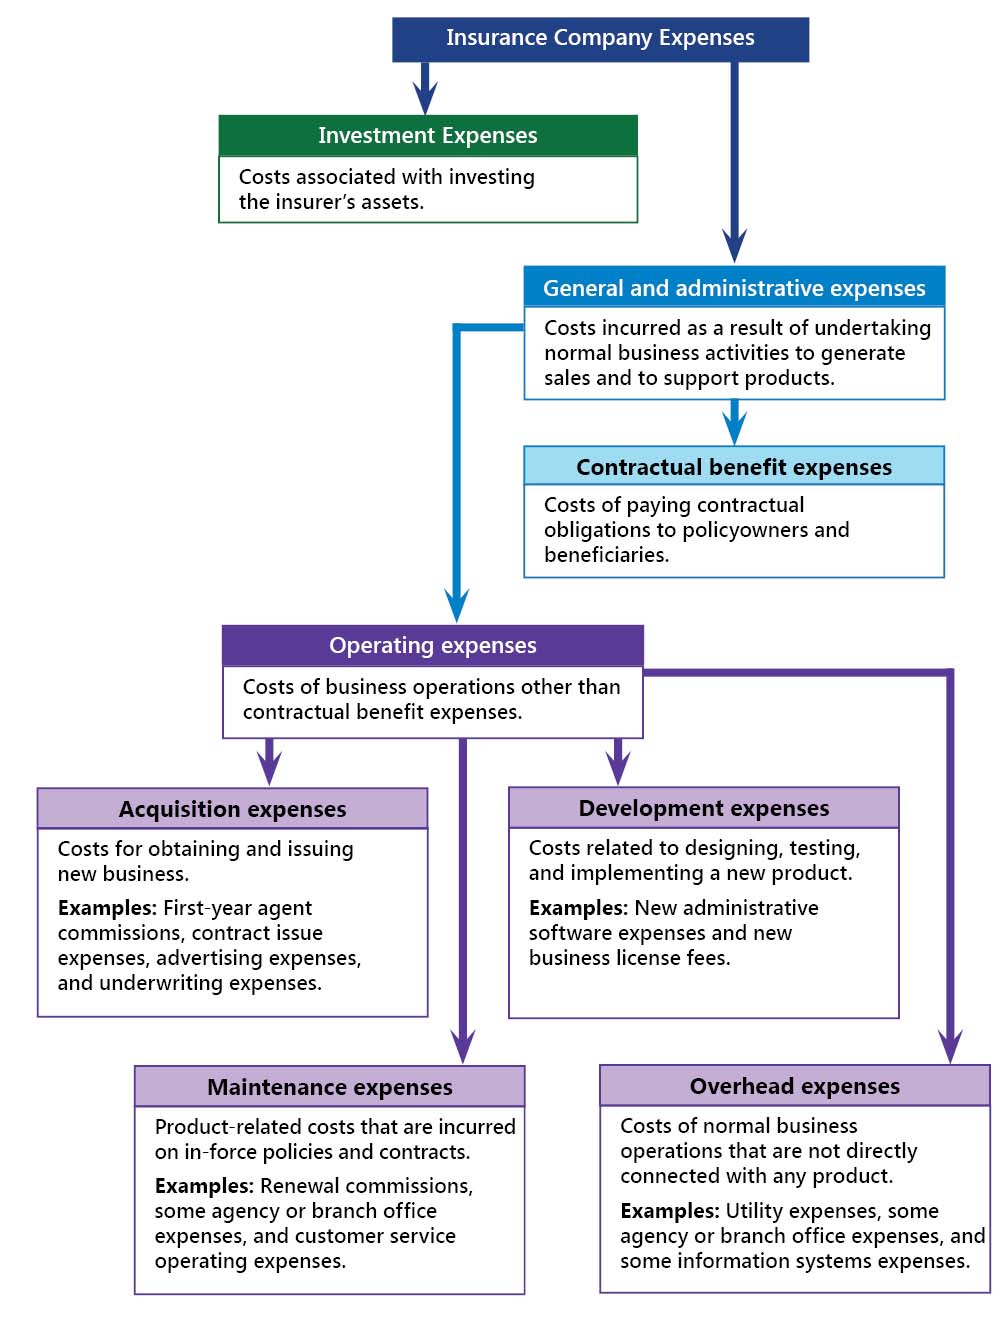 Insurance Company Expenses
Investment Expenses
Costs associated with investing
the insurer’s assets.
General and administrative expenses
Costs incurred as a result of undertaking
normal business activities to generate
sales and to support products.
Contractual benefit expenses
Costs of paying contractual
obligations to policyowners and
beneficiaries.
Operating expenses
Costs of business operations other than
contractual benefit expenses.
Acquisition expenses
Costs for obtaining and issuing
new business.
Examples: First-year agent
commissions, contract issue
expenses, advertising expenses,
and underwriting expenses.
Development expenses
Costs related to designing, testing,
and implementing a new product.
Examples: New administrative
software expenses and new
business license fees.
Maintenance expenses
Product-related costs that are incurred
on in-force policies and contracts.
Examples: Renewal commissions,
some agency or branch office
expenses, and customer service
operating expenses.
Overhead expenses
Costs of normal business
operations that are not directly
connected with any product.
Examples: Utility expenses, some
agency or branch office expenses, and
some information systems expenses.